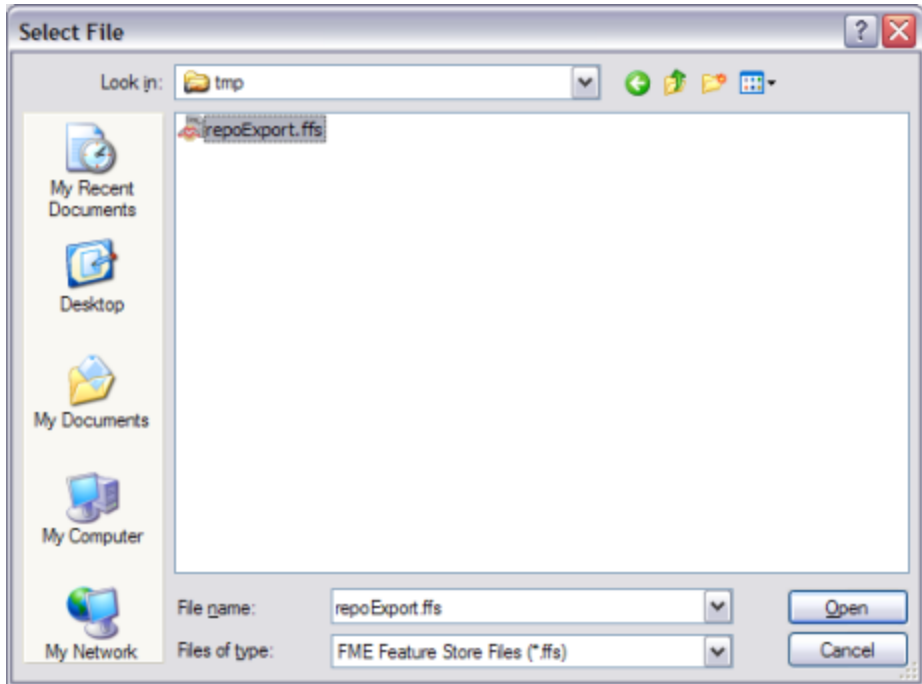 Select File
?
Look in:
tmp
repoExport.ffs
My Recent
Documents
Desktop
My Documents
My Computer
My Network
File name:
repoExport.ffs
Open
Files of type:
FME Feature Store Files (*.ffs)
Cancel